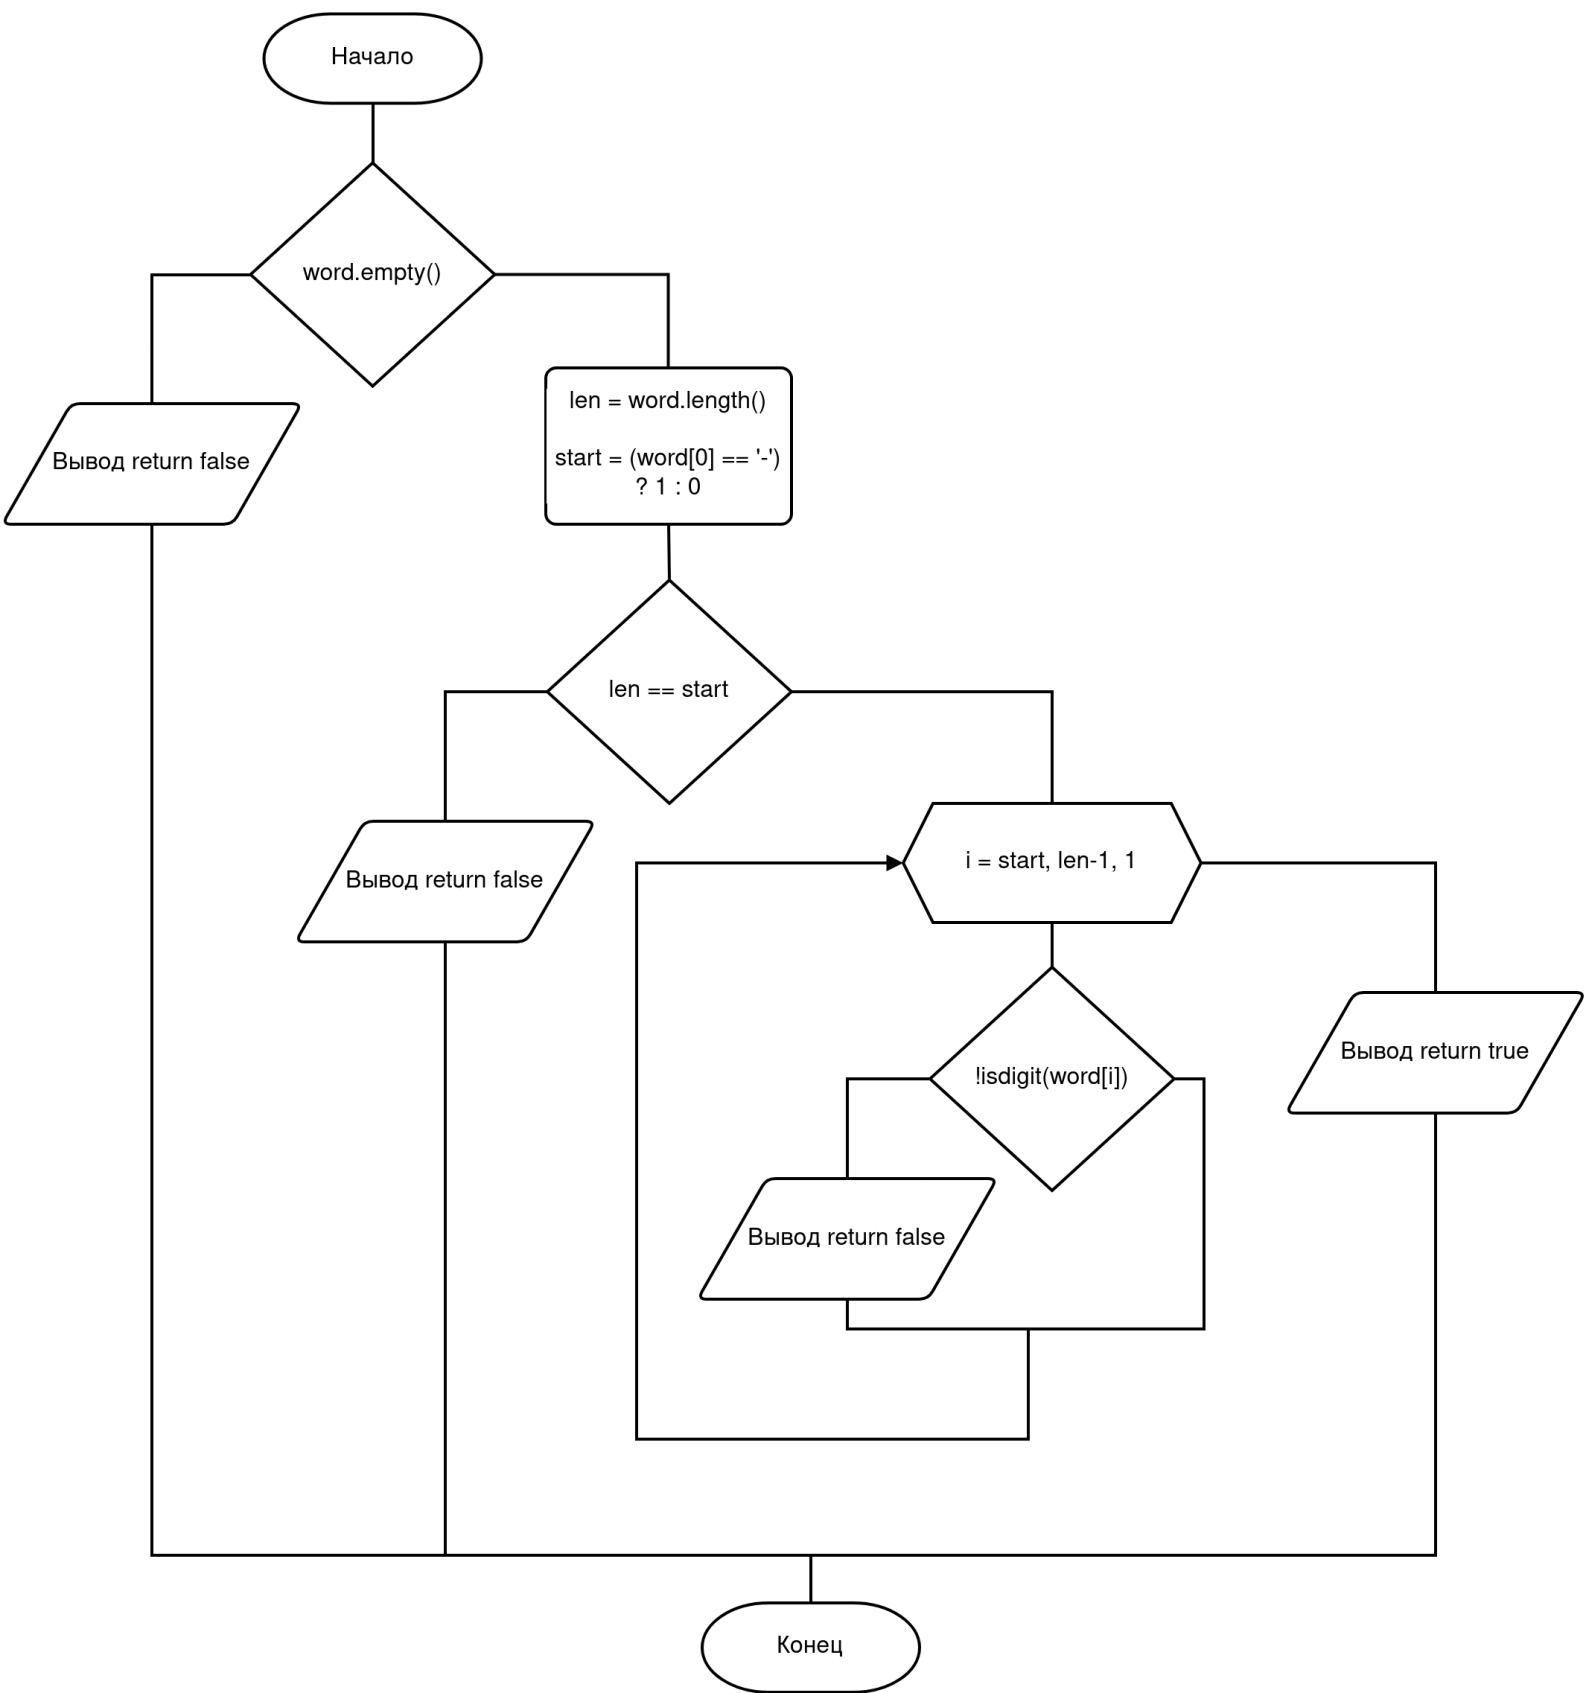 Начало
word.empty()
Вывод return false
len = word.length()
start = (word[0] == '-')
? 1 : 0
len == start
Вывод return false
i = start, len-1, 1
!isdigit(word[i])
Вывод return true
Вывод return false
Конец